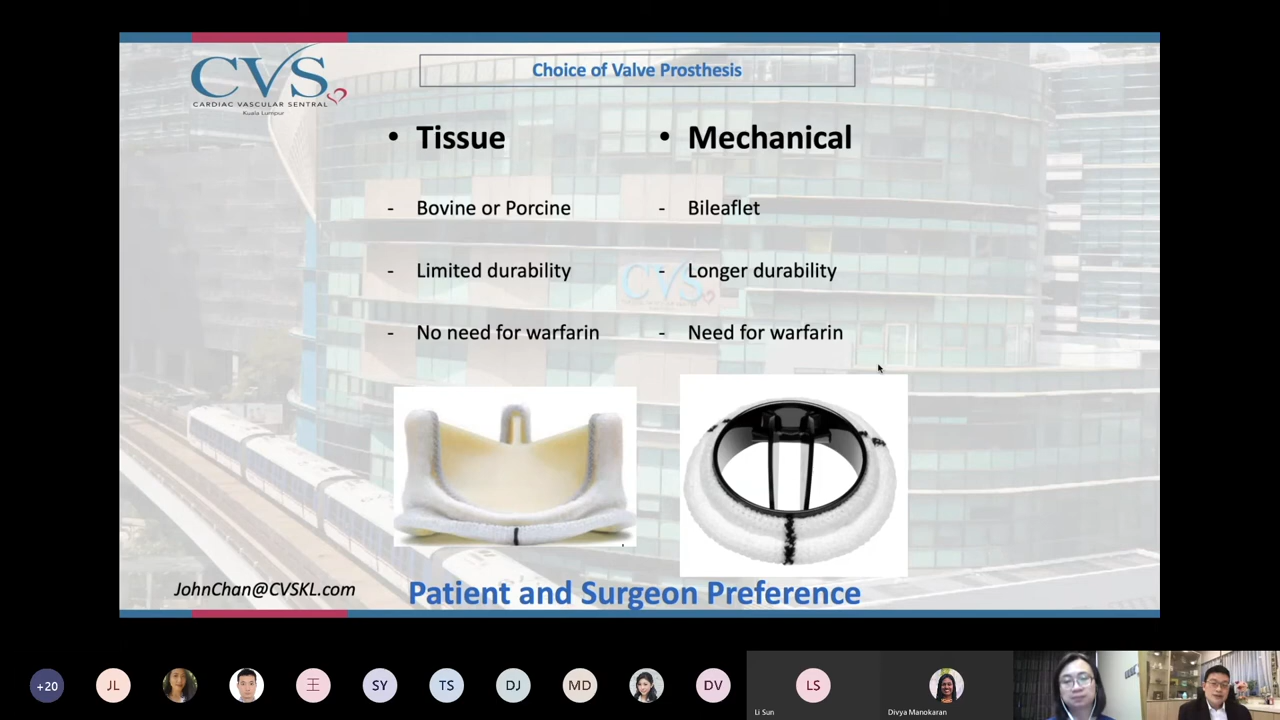 CVS
CARDIAC VASCULAR SENTRAL
Kuala Lumpur
Choice of Valve Prosthesis
• Tissue
- Bovine or Porcine
- Limited durability
- No need for warfarin
• Mechanical
- Bileaflet
- Longer durability
- Need for warfarin
CVS
JohnChan@CVSKL.com
Patient and Surgeon Preference
+20
JL
王
SY
TS
DJ
MD
DV
LS
Li Sun
Divya Manokaran